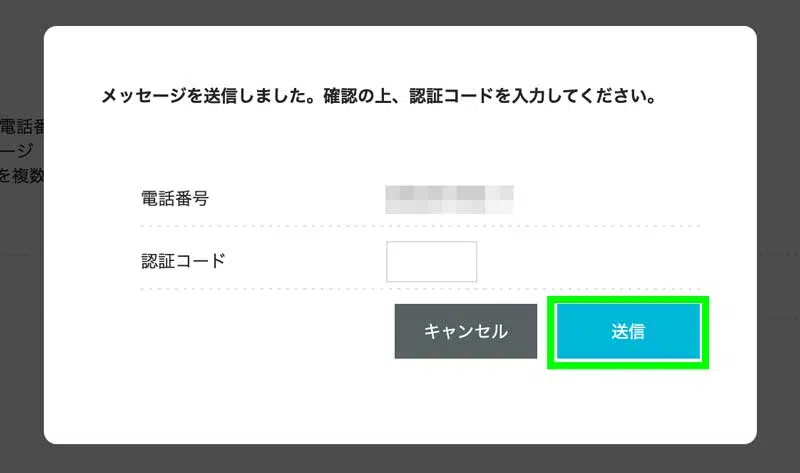 メッセージを送信しました。確認の上、認証コードを入力してください。
電話番
ージ
を複数
電話番号
認証コード
キャンセル
送信